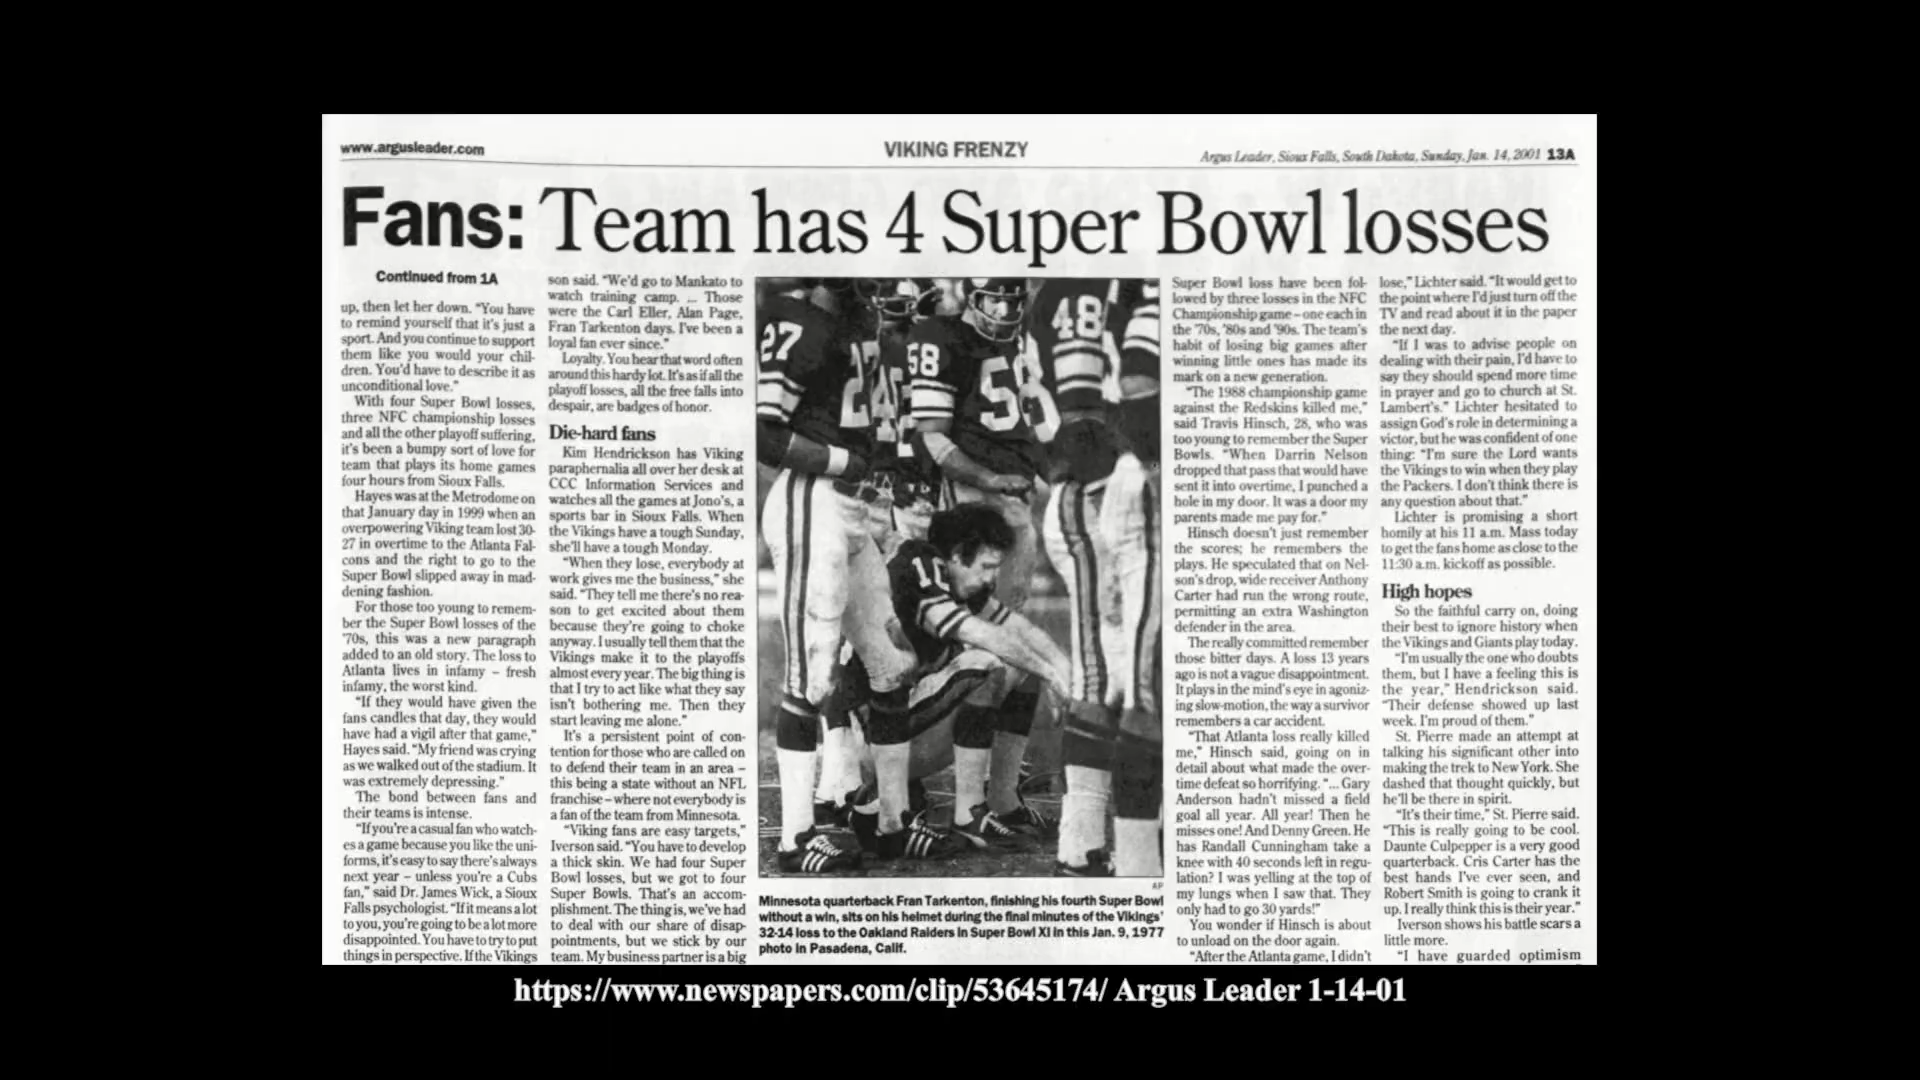 www.argusleader.com
VIKING FRENZY
Argus Leader, Sioux Falls, South Dakota, Sunday, Jan. 14, 2001 13A
Fans: Team has 4 Super Bowl losses
Continued from 1A
up, then let her down. "You have
to remind yourself that it's just a
sport. And you continue to support
them like you would your chil-
dren. You'd have to describe it as
unconditional love."
With four Super Bowl losses,
three NFC championship losses
and all the other playoff suffering,
it's been a bumpy sort of love for
team that plays its home games
four hours from Sioux Falls.
Hayes was at the Metrodome on
that January day in 1999 when an
overpowering Viking team lost 30-
27 in overtime to the Atlanta Fal-
cons and the right to go to the
Super Bowl slipped away in mad-
dening fashion.
For those too young to remem-
ber the Super Bowl losses of the
'70s, this was a new paragraph
added to an old story. The loss to
Atlanta lives in infamy – fresh
infamy, the worst kind.
"If they would have given the
fans candles that day, they would
have had a vigil after that game,"
Hayes said. "My friend was crying
as we walked out of the stadium. It
was extremely depressing."
The bond between fans and
their teams is intense.
"If you're a casual fan who watch-
es a game because you like the uni-
forms, it's easy to say there's always
next year – unless you're a Cubs
fan," said Dr. James Wick, a Sioux
Falls psychologist. "If it means a lot
to you, you're going to be a lot more
disappointed. You have to try to put
things in perspective. If the Vikings
son said. "We'd go to Mankato to
watch training camp. ... Those
were the Carl Eller, Alan Page,
Fran Tarkenton days. I've been a
loyal fan ever since."
Loyalty. You hear that word often
around this hardy lot. It's as if all the
playoff losses, all the free falls into
despair, are badges of honor.
Die-hard fans
Kim Hendrickson has Viking
paraphernalia all over her desk at
CCC Information Services and
watches all the games at Jono's, a
sports bar in Sioux Falls. When
the Vikings have a tough Sunday,
she'll have a tough Monday.
"When they lose, everybody at
work gives me the business," she
said. "They tell me there's no rea-
son to get excited about them
because they're going to choke
anyway. I usually tell them that the
Vikings make it to the playoffs
almost every year. The big thing is
that I try to act like what they say
isn't bothering me. Then they
start leaving me alone."
It's a persistent point of con-
tention for those who are called on
to defend their team in an area –
this being a state without an NFL
franchise – where not everybody is
a fan of the team from Minnesota.
"Viking fans are easy targets,"
Iverson said. "You have to develop
a thick skin. We had four Super
Bowl losses, but we got to four
Super Bowls. That's an accom-
plishment. The thing is, we've had
to deal with our share of disap-
pointments, but we stick by our
team. My business partner is a big
27
58
58
48
10
AP
Minnesota quarterback Fran Tarkenton, finishing his fourth Super Bowl
without a win, sits on his helmet during the final minutes of the Vikings'
32-14 loss to the Oakland Raiders in Super Bowl XI in this Jan. 9, 1977
photo in Pasadena, Calif.
Super Bowl loss have been fol-
lowed by three losses in the NFC
Championship game – one each in
the '70s, '80s and '90s. The team's
habit of losing big games after
winning little ones has made its
mark on a new generation.
"The 1988 championship game
against the Redskins killed me,"
said Travis Hinsch, 28, who was
too young to remember the Super
Bowls. "When Darrin Nelson
dropped that pass that would have
sent it into overtime, I punched a
hole in my door. It was a door my
parents made me pay for."
Hinsch doesn't just remember
the scores; he remembers the
plays. He speculated that on Nel-
son's drop, wide receiver Anthony
Carter had run the wrong route,
permitting an extra Washington
defender in the area.
The really committed remember
those bitter days. A loss 13 years
ago is not a vague disappointment.
It plays in the mind's eye in agoniz-
ing slow-motion, the way a survivor
remembers a car accident.
"That Atlanta loss really killed
me," Hinsch said, going on in
detail about what made the over-
time defeat so horrifying. "... Gary
Anderson hadn't missed a field
goal all year. All year! Then he
misses one! And Denny Green. He
has Randall Cunningham take a
knee with 40 seconds left in regu-
lation? I was yelling at the top of
my lungs when I saw that. They
only had to go 30 yards!"
You wonder if Hinsch is about
to unload on the door again.
"After the Atlanta game, I didn't
lose," Lichter said. "It would get to
the point where I'd just turn off the
TV and read about it in the paper
the next day.
"If I was to advise people on
dealing with their pain, I'd have to
say they should spend more time
in prayer and go to church at St.
Lambert's." Lichter hesitated to
assign God's role in determining a
victor, but he was confident of one
thing: "I'm sure the Lord wants
the Vikings to win when they play
the Packers. I don't think there is
any question about that."
Lichter is promising a short
homily at his 11 a.m. Mass today
to get the fans home as close to the
11:30 a.m. kickoff as possible.
High hopes
So the faithful carry on, doing
their best to ignore history when
the Vikings and Giants play today.
"I'm usually the one who doubts
them, but I have a feeling this is
the year," Hendrickson said.
"Their defense showed up last
week. I'm proud of them."
St. Pierre made an attempt at
talking his significant other into
making the trek to New York. She
dashed that thought quickly, but
he'll be there in spirit.
"It's their time," St. Pierre said.
"This is really going to be cool.
Daunte Culpepper is a very good
quarterback. Cris Carter has the
best hands I've ever seen, and
Robert Smith is going to crank it
up. I really think this is their year."
Iverson shows his battle scars a
little more.
"I have guarded optimism
https://www.newspapers.com/clip/53645174/ Argus Leader 1-14-01